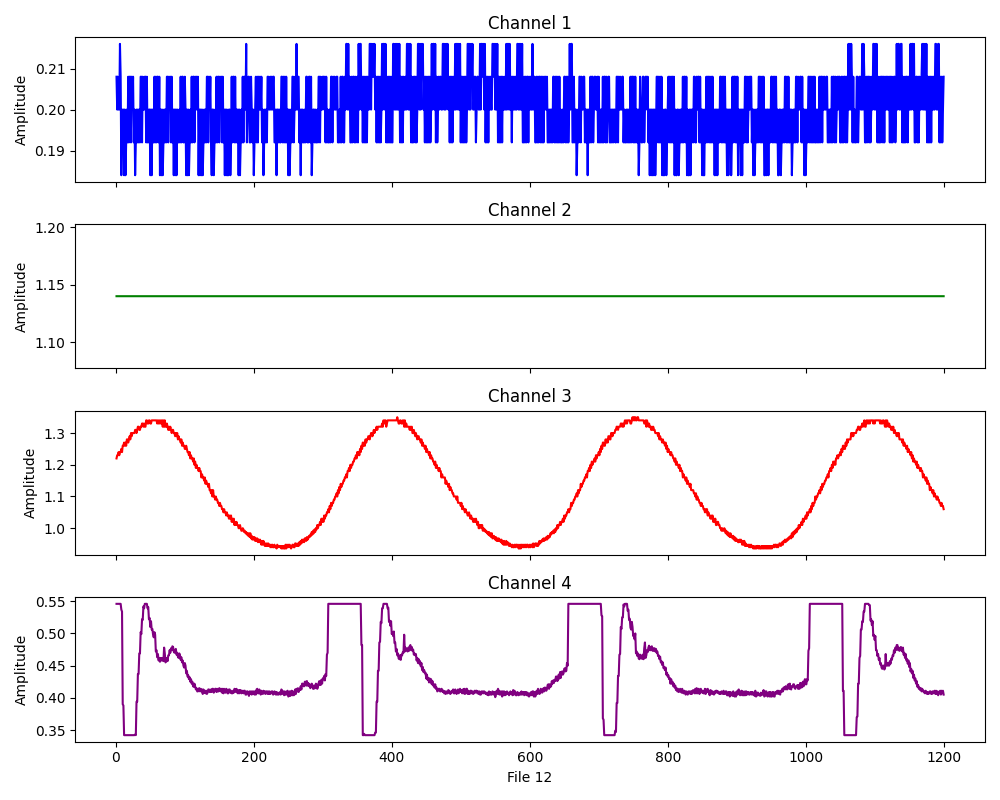 Channel 1
Amplitude
0.21
0.20
0.19
Channel 2
Amplitude
1.20
1.15
1.10
Channel 3
Amplitude
1.3
1.2
1.1
1.0
Channel 4
Amplitude
0.55
0.50
0.45
0.40
0.35
0 200 400 600 800 1000 1200
File 12